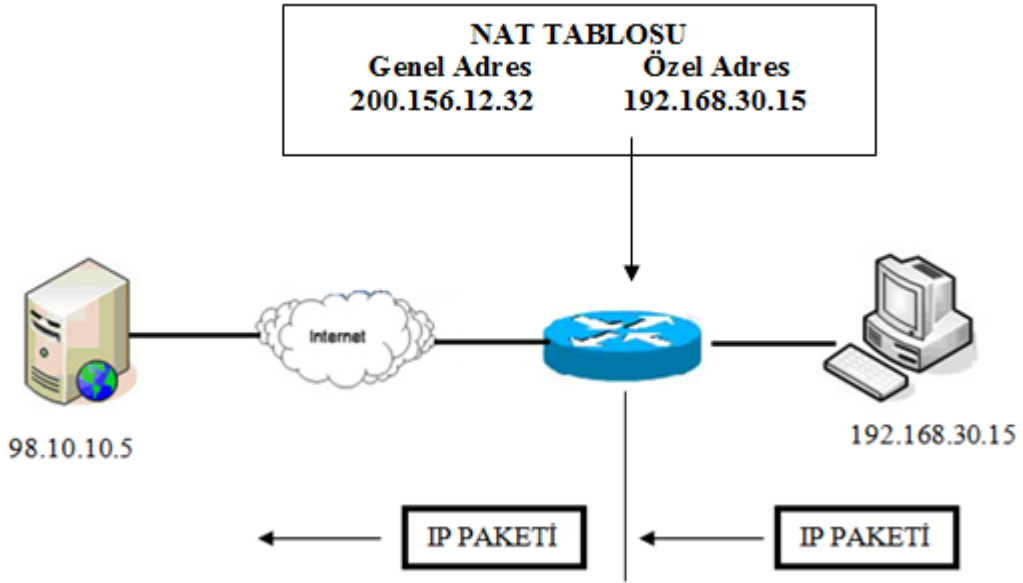 NAT TABLOSU
Genel Adres Özel Adres
200.156.12.32 192.168.30.15
Internet
98.10.10.5
192.168.30.15
IP PAKETİ
IP PAKETİ